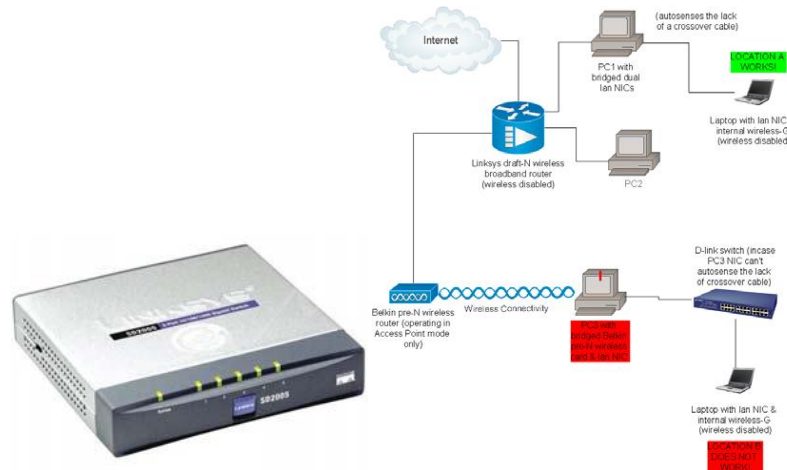 Internet
(autosenses the lack
of a crossover cable)
PC1 with
bridged dual
lan NICs
LOCATION A
WORKS!
Laptop with lan NIC
internal wireless-G
(wireless disabled
Linksys draft-N wireless
broadband router
(wireless disabled)
PC2
D-link switch (incase
PC3 NIC can't
autosense the lack
of crossover cable)
Wireless Connectivity
Belkin pre-N wireless
router (operating in
Access Point mode
only)
PC3 with
bridged Belkin
pre-N wireless
card & lan NIC
Laptop with lan NIC &
internal wireless-G
(wireless disabled)
LOCATION B
DOES NOT
WORK!
LINKSYS
SD2005
SD2005